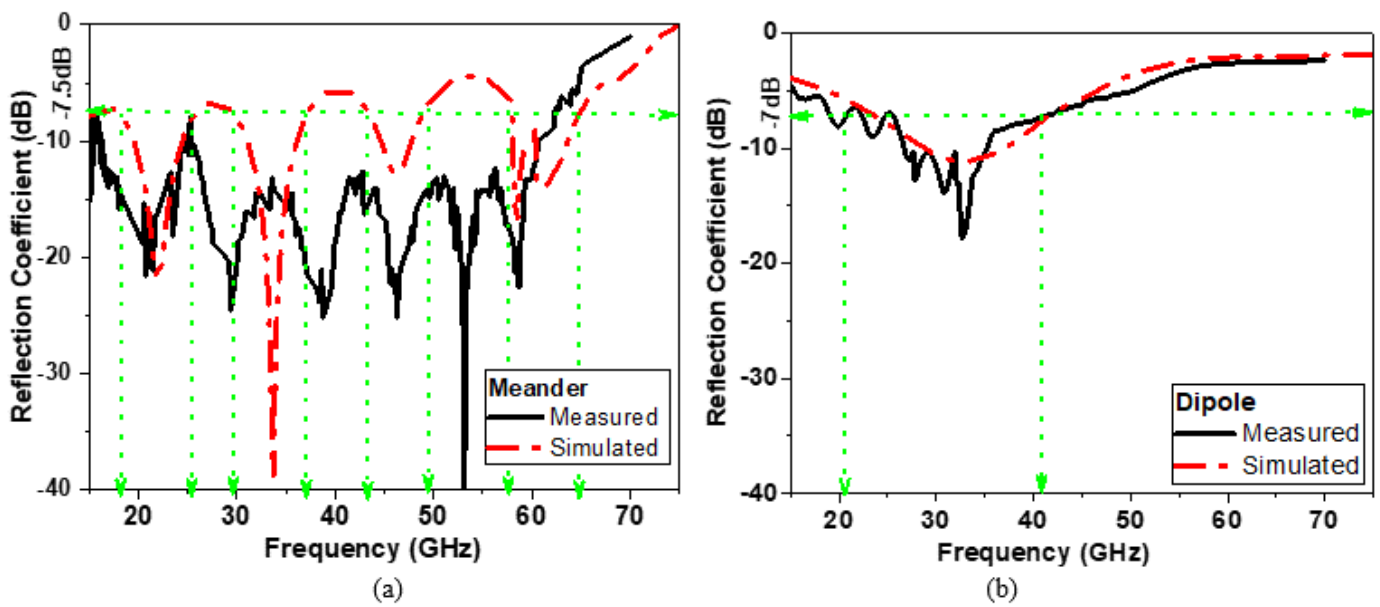 0
-7.5dB
-10
-20
-30
-40
Reflection Coefficient (dB)
20 30 40 50 60 70
Frequency (GHz)
Meander
Measured
Simulated
(a)
0
-7 dB
-10
-20
-30
-40
Reflection Coefficient (dB)
20 30 40 50 60 70
Frequency (GHz)
Dipole
Measured
Simulated
(b)